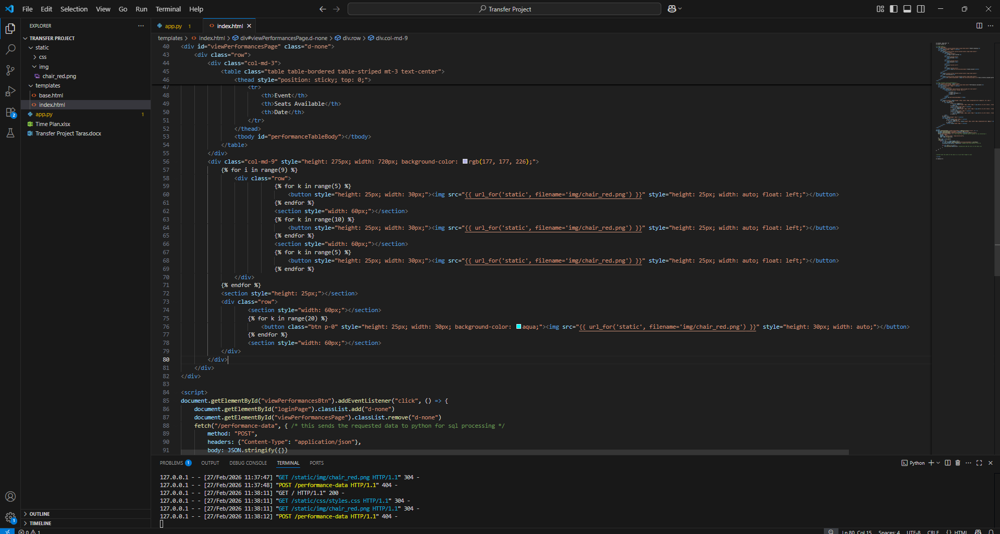 File Edit Selection View Go Run Terminal Help
Transfer Project
EXPLORER
TRANSFER PROJECT
static
css
img
chair_red.png
templates
base.html
index.html
app.py 1
Time Plan.xlsx
Transfer Project Taras.docx
OUTLINE
TIMELINE
2
1
app.py 1
index.html
templates > index.html > div#viewPerformancesPage.d-none > div.row > div.col-md-9
40 <div id="viewPerformancesPage" class="d-none">
43 <div class="row">
44 <div class="col-md-3">
45 <table class="table table-bordered table-striped mt-3 text-center">
46 <thead style="position: sticky; top: 0;">
47 <tr>
48 <th>Event</th>
49 <th>Seats Available</th>
50 <th>Date</th>
51 </tr>
52 </thead>
53 <tbody id="performanceTableBody"></tbody>
54 </table>
55 </div>
56 <div class="col-md-9" style="height: 275px; width: 720px; background-color: rgb(177, 177, 226);">
57 {% for i in range(9) %}
58 <div class="row">
59 {% for k in range(5) %}
60 <button style="height: 25px; width: 30px;"><img src="{{ url_for('static', filename='img/chair_red.png') }}" style="height: 25px; width: auto; float: left;"></button>
61 {% endfor %}
62 <section style="width: 60px;"></section>
63 {% for k in range(10) %}
64 <button style="height: 25px; width: 30px;"><img src="{{ url_for('static', filename='img/chair_red.png') }}" style="height: 25px; width: auto; float: left;"></button>
65 {% endfor %}
66 <section style="width: 60px;"></section>
67 {% for k in range(5) %}
68 <button style="height: 25px; width: 30px;"><img src="{{ url_for('static', filename='img/chair_red.png') }}" style="height: 25px; width: auto; float: left;"></button>
69 {% endfor %}
70 </div>
71 {% endfor %}
72 <section style="height: 25px;"></section>
73 <div class="row">
74 <section style="width: 60px;"></section>
75 {% for k in range(20) %}
76 <button class="btn p-0" style="height: 25px; width: 30px; background-color: aqua;"><img src="{{ url_for('static', filename='img/chair_red.png') }}" style="height: 30px; width: auto;"></button>
77 {% endfor %}
78 <section style="width: 60px;"></section>
79 </div>
80 </div>
81 </div>
82 </div>
83
84 <script>
85 document.getElementById("viewPerformancesBtn").addEventListener("click", () => {
86 document.getElementById("loginPage").classList.add("d-none")
87 document.getElementById("viewPerformancesPage").classList.remove("d-none")
88 fetch("/performance-data", { /* this sends the requested data to python for sql processing */
89 method: "POST",
90 headers: {"Content-Type": "application/json"},
91 body: JSON.stringify({})
PROBLEMS 1 OUTPUT DEBUG CONSOLE TERMINAL PORTS
Python
127.0.0.1 - - [27/Feb/2026 11:37:47] "GET /static/img/chair_red.png HTTP/1.1" 304 -
127.0.0.1 - - [27/Feb/2026 11:37:48] "POST /performance-data HTTP/1.1" 404 -
127.0.0.1 - - [27/Feb/2026 11:38:11] "GET / HTTP/1.1" 200 -
127.0.0.1 - - [27/Feb/2026 11:38:11] "GET /static/css/styles.css HTTP/1.1" 304 -
127.0.0.1 - - [27/Feb/2026 11:38:11] "GET /static/img/chair_red.png HTTP/1.1" 304 -
127.0.0.1 - - [27/Feb/2026 11:38:12] "POST /performance-data HTTP/1.1" 404 -
0 1 Ln 80, Col 15 Spaces: 4 UTF-8 CRLF {} HTML